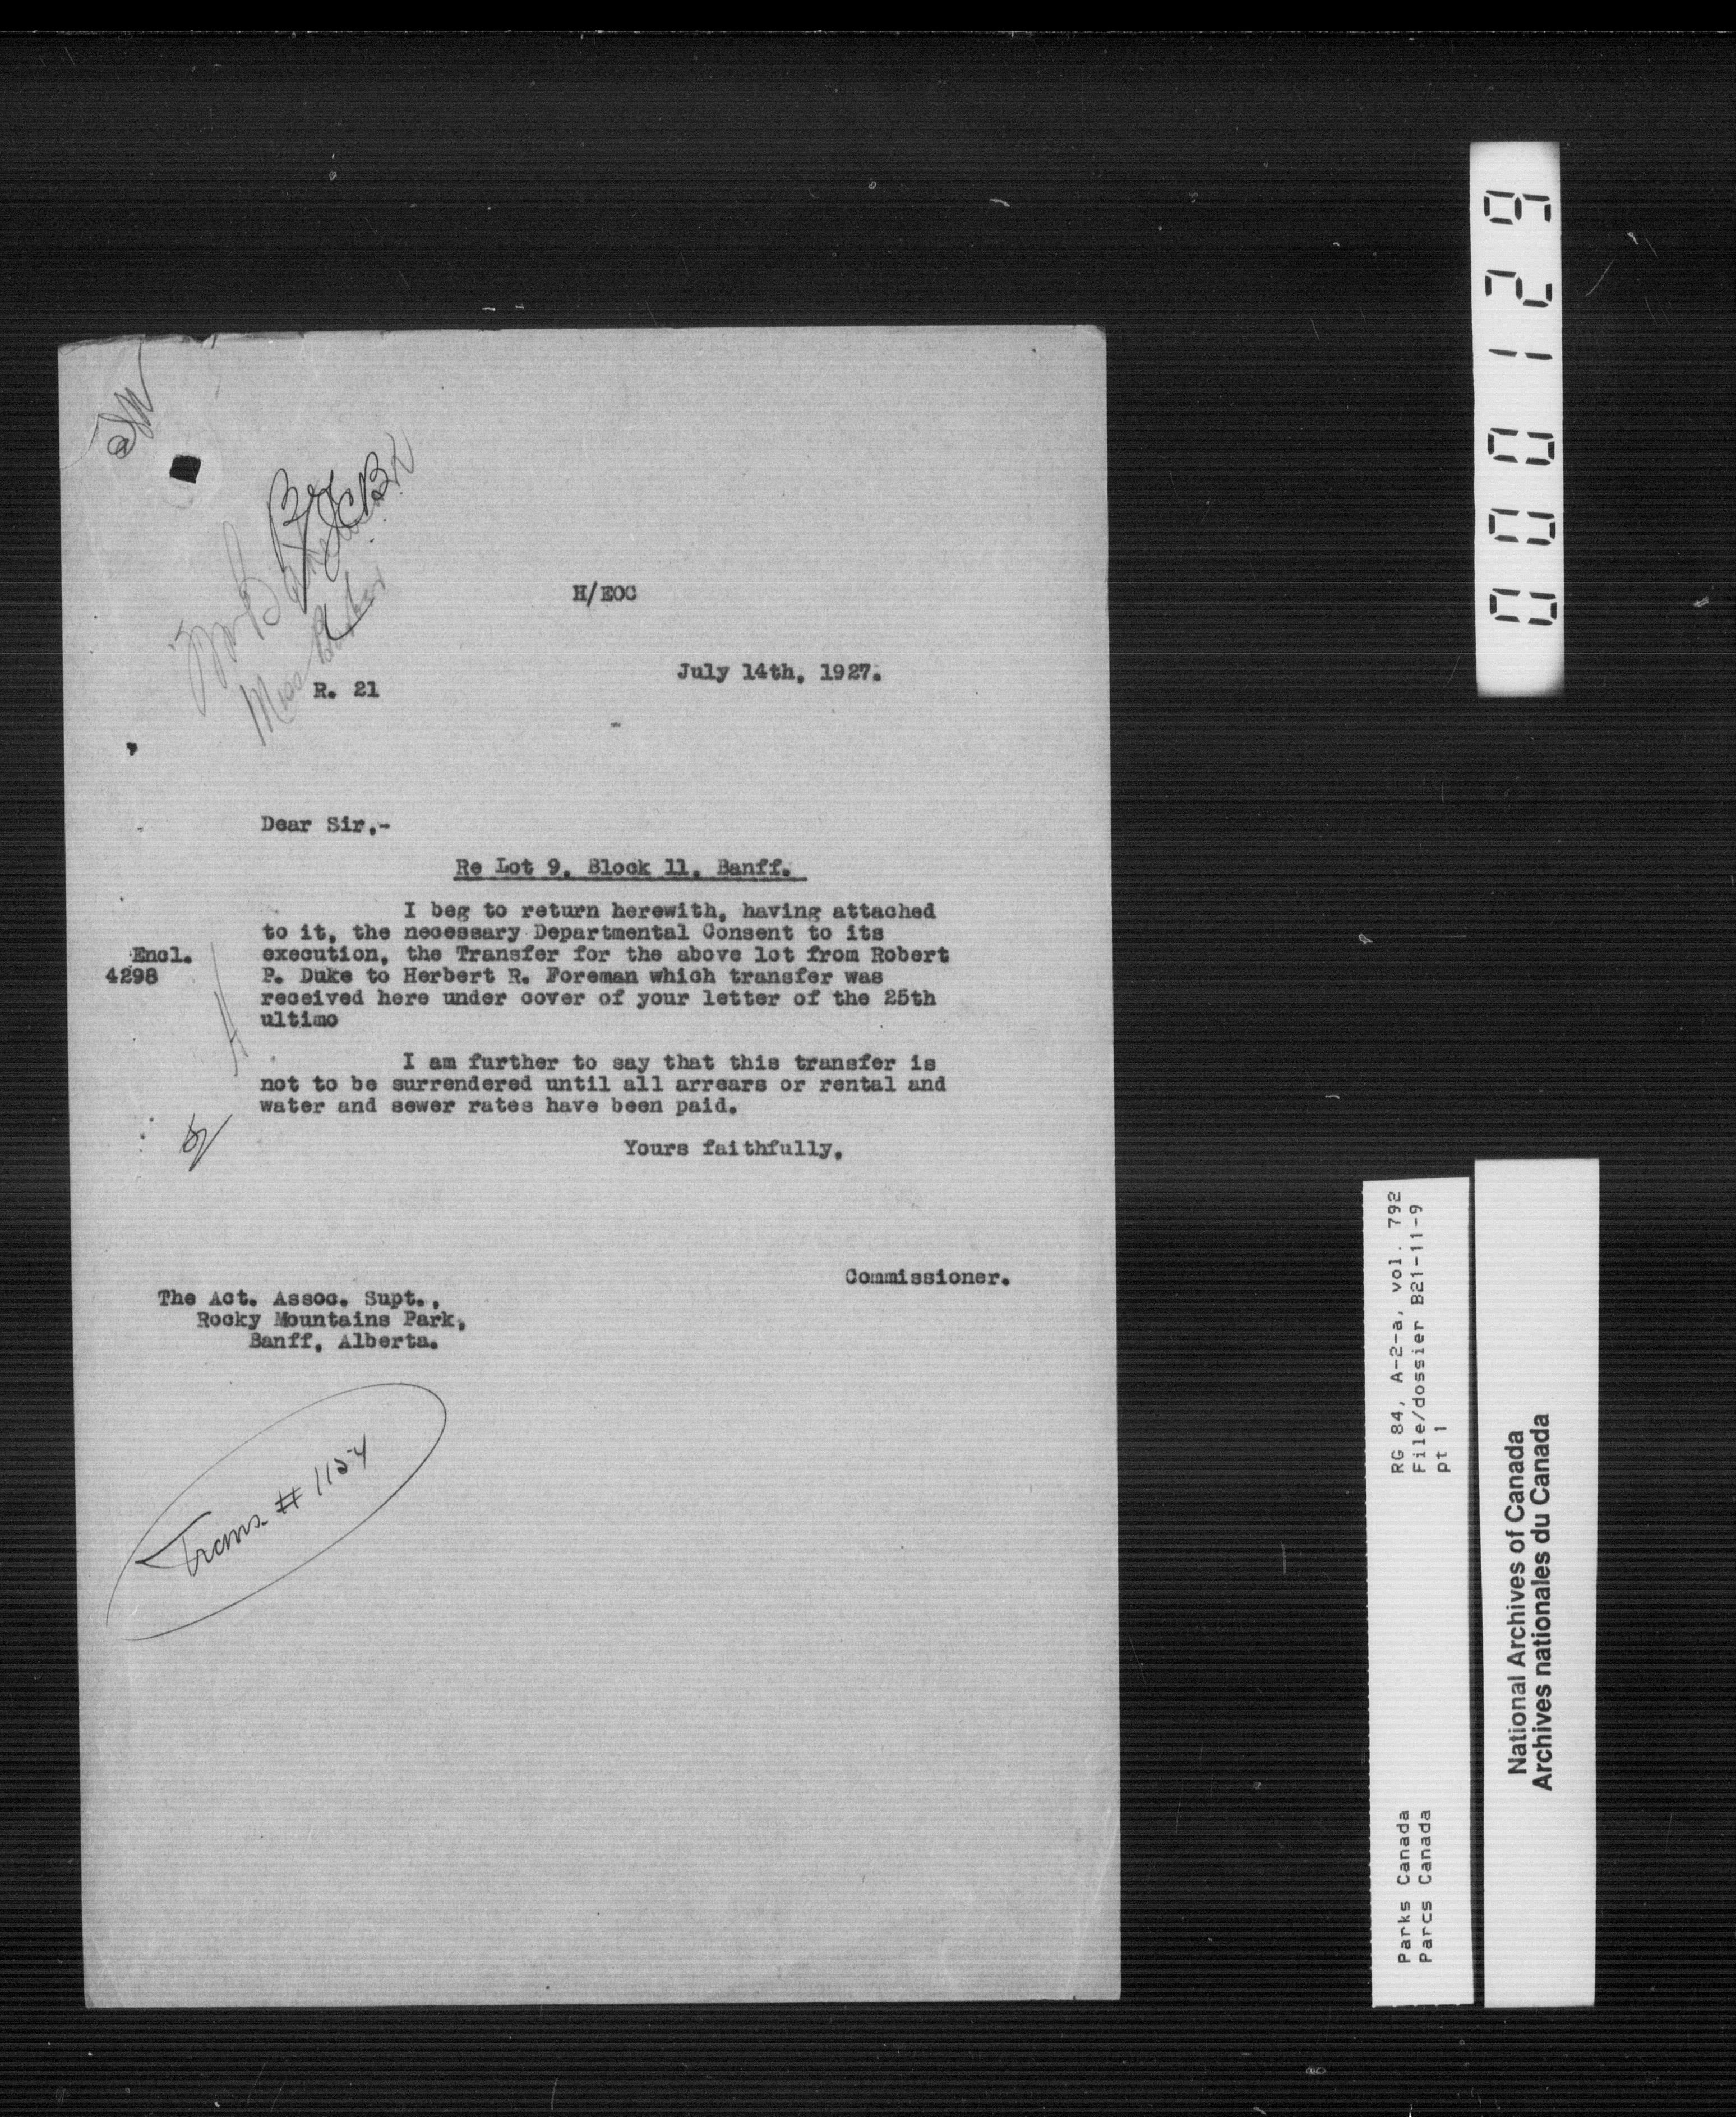 H/EOC
July 14th, 1927.
R. 21
Miss
Dear Sir,-
Re Lot 9, Block 11, Banff.
I beg to return herewith, having attached
to it, the necessary Departmental Consent to its
Encl. execution, the Transfer for the above lot from Robert
4298 P. Duke to Herbert R. Foreman which transfer was
received here under cover of your letter of the 25th
ultimo
I am further to say that this transfer is
not to be surrendered until all arrears or rental and
water and sewer rates have been paid.
Yours faithfully,
Commissioner.
The Act. Assoc. Supt.,
Rocky Mountains Park,
Banff, Alberta.
Trans. # 1154
000129
RG 84, A-2-a, vol. 792
File/dossier B21-11-9
pt 1
Parks Canada
Parcs Canada
National Archives of Canada
Archives nationales du Canada